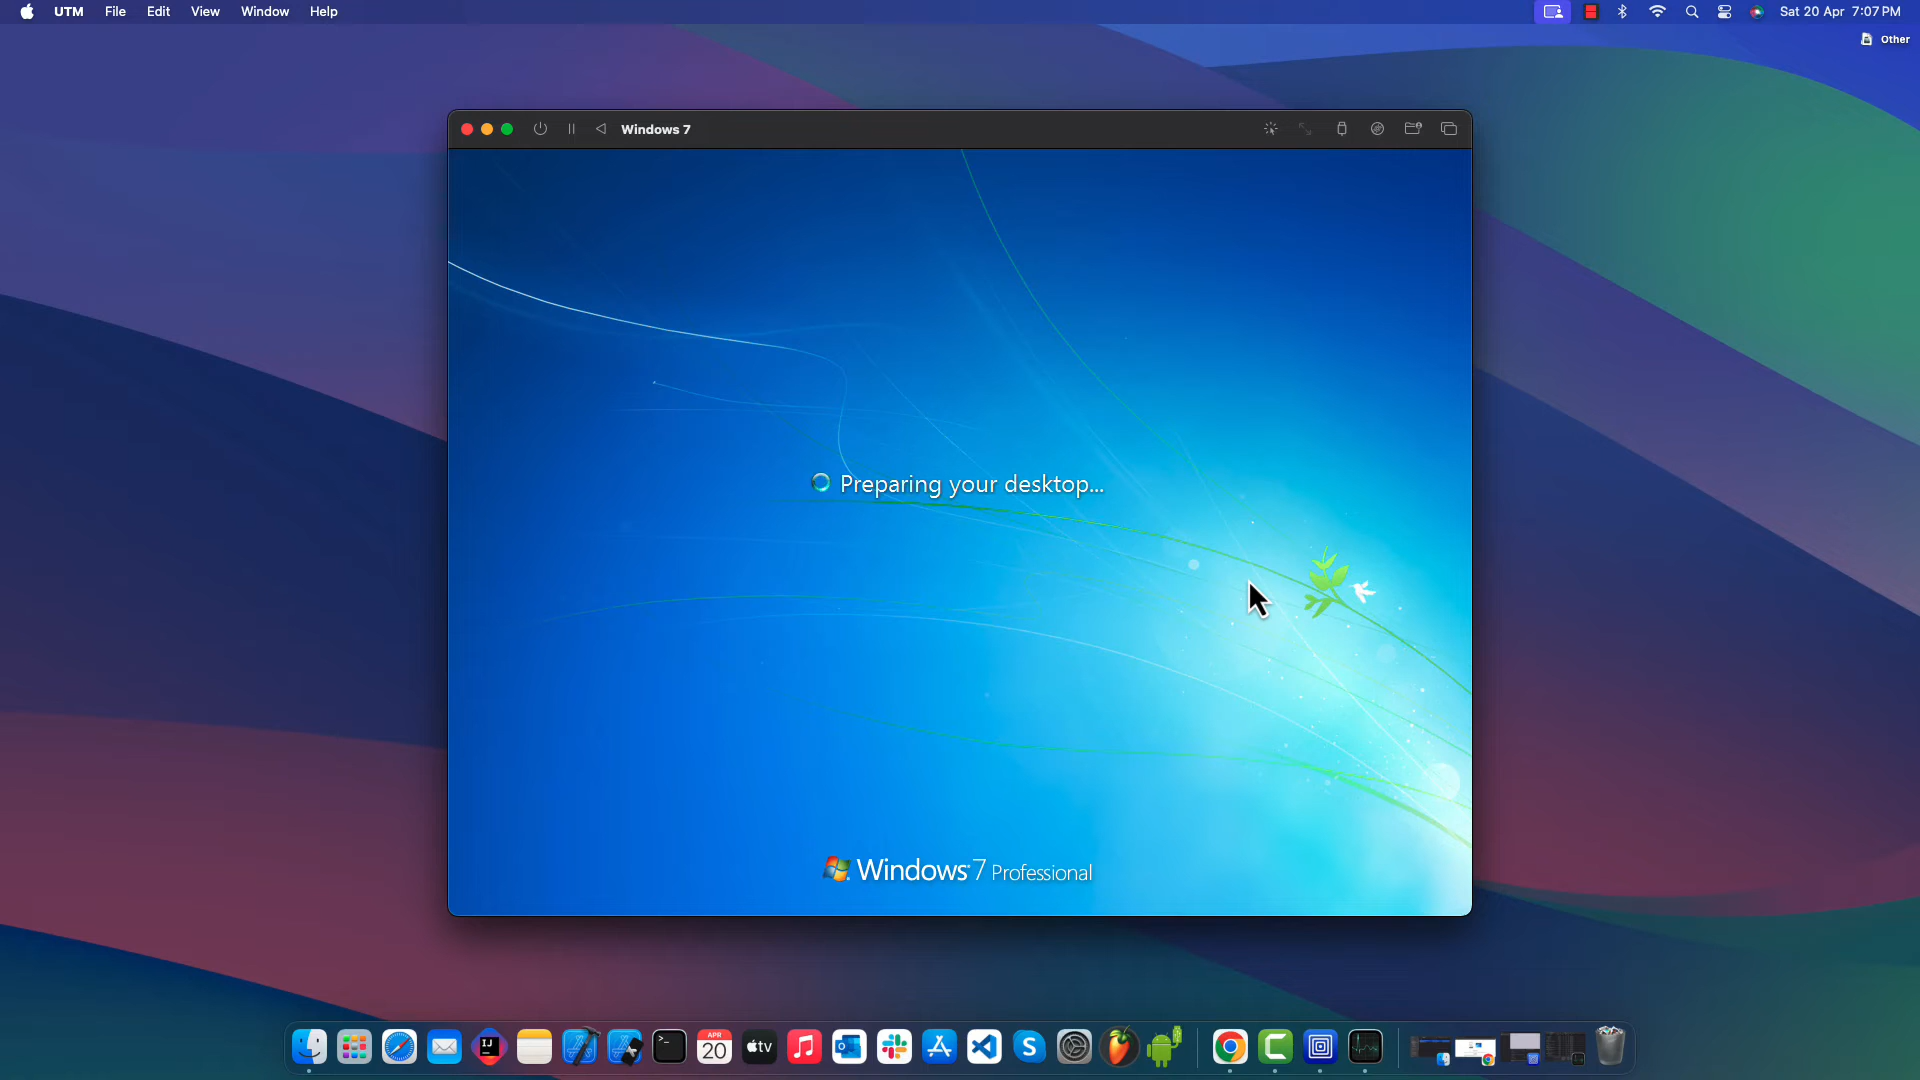 UTM File Edit View Window Help
Sat 20 Apr 7:07 PM
Other
Windows 7
Preparing your desktop...
Windows 7 Professional
APR
20
tv